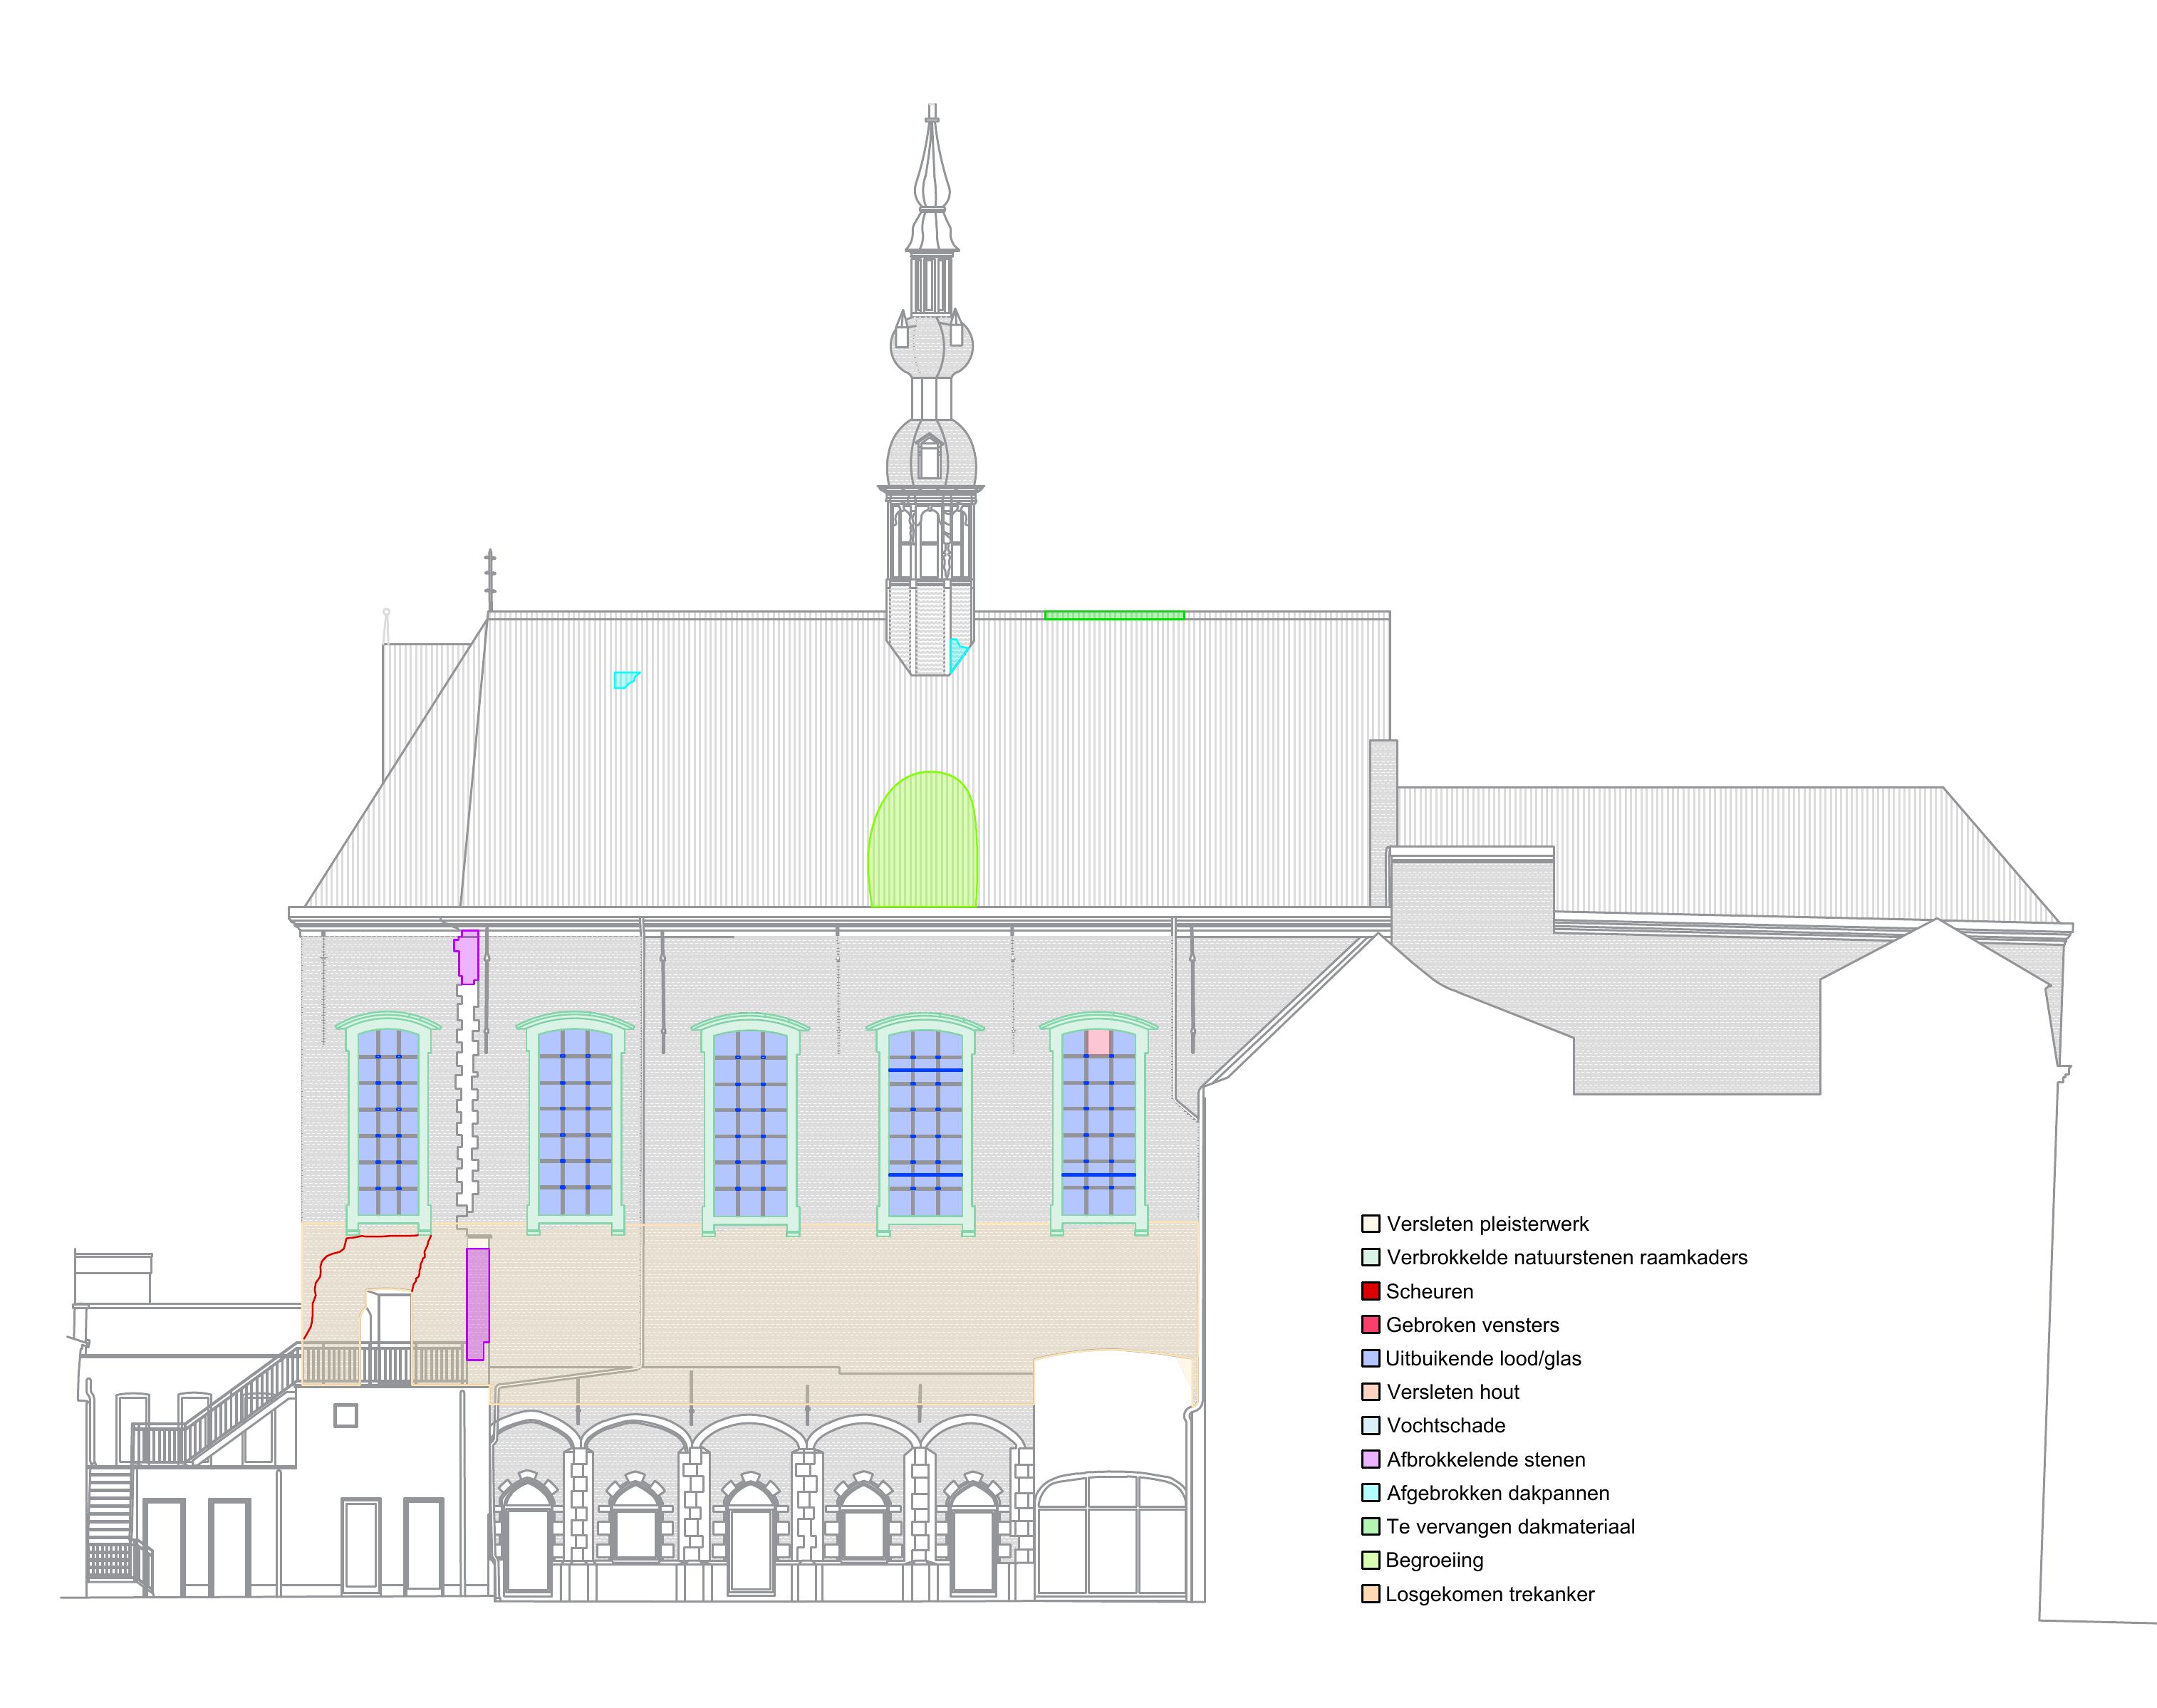 Versleten pleisterwerk
Verbrokkelde natuurstenen raamkaders
Scheuren
Gebroken vensters
Uitbuikende lood/glas
Versleten hout
Vochtschade
Afbrokkelende stenen
Afgebrokken dakpannen
Te vervangen dakmateriaal
Begroeiing
Losgekomen trekanker